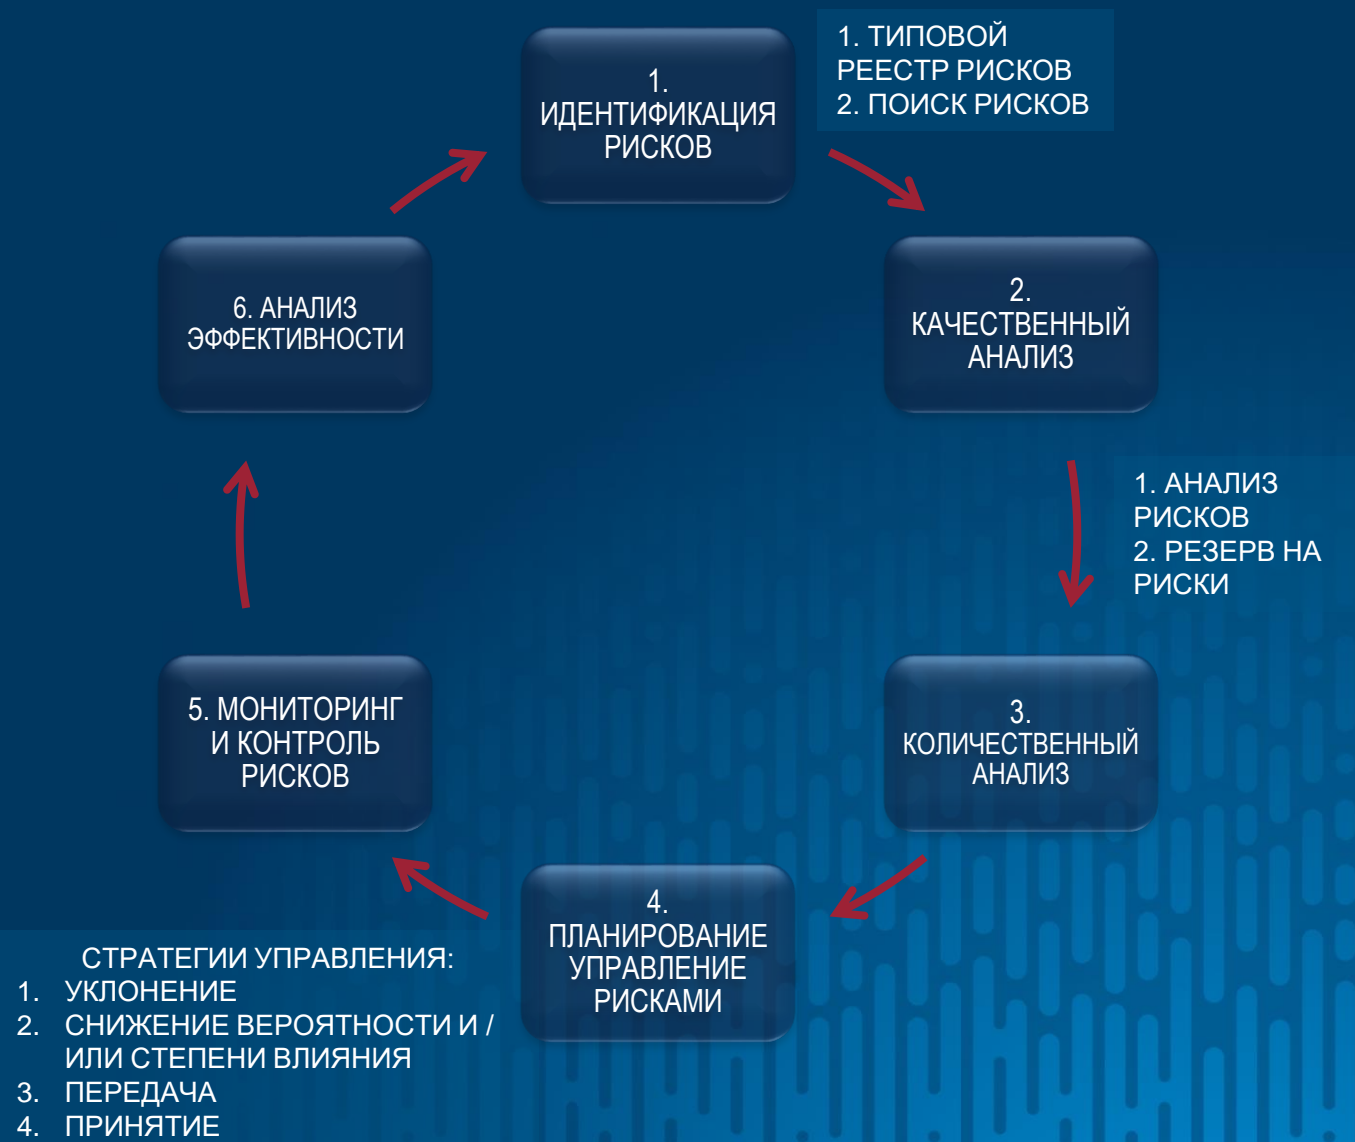 1.
ИДЕНТИФИКАЦИЯ
РИСКОВ
1. ТИПОВОЙ
РЕЕСТР РИСКОВ
2. ПОИСК РИСКОВ
2.
КАЧЕСТВЕННЫЙ
АНАЛИЗ
1. АНАЛИЗ
РИСКОВ
2. РЕЗЕРВ НА
РИСКИ
3.
КОЛИЧЕСТВЕННЫЙ
АНАЛИЗ
4.
ПЛАНИРОВАНИЕ
УПРАВЛЕНИЕ
РИСКАМИ
СТРАТЕГИИ УПРАВЛЕНИЯ:
1. УКЛОНЕНИЕ
2. СНИЖЕНИЕ ВЕРОЯТНОСТИ И /
ИЛИ СТЕПЕНИ ВЛИЯНИЯ
3. ПЕРЕДАЧА
4. ПРИНЯТИЕ
5. МОНИТОРИНГ
И КОНТРОЛЬ
РИСКОВ
6. АНАЛИЗ
ЭФФЕКТИВНОСТИ